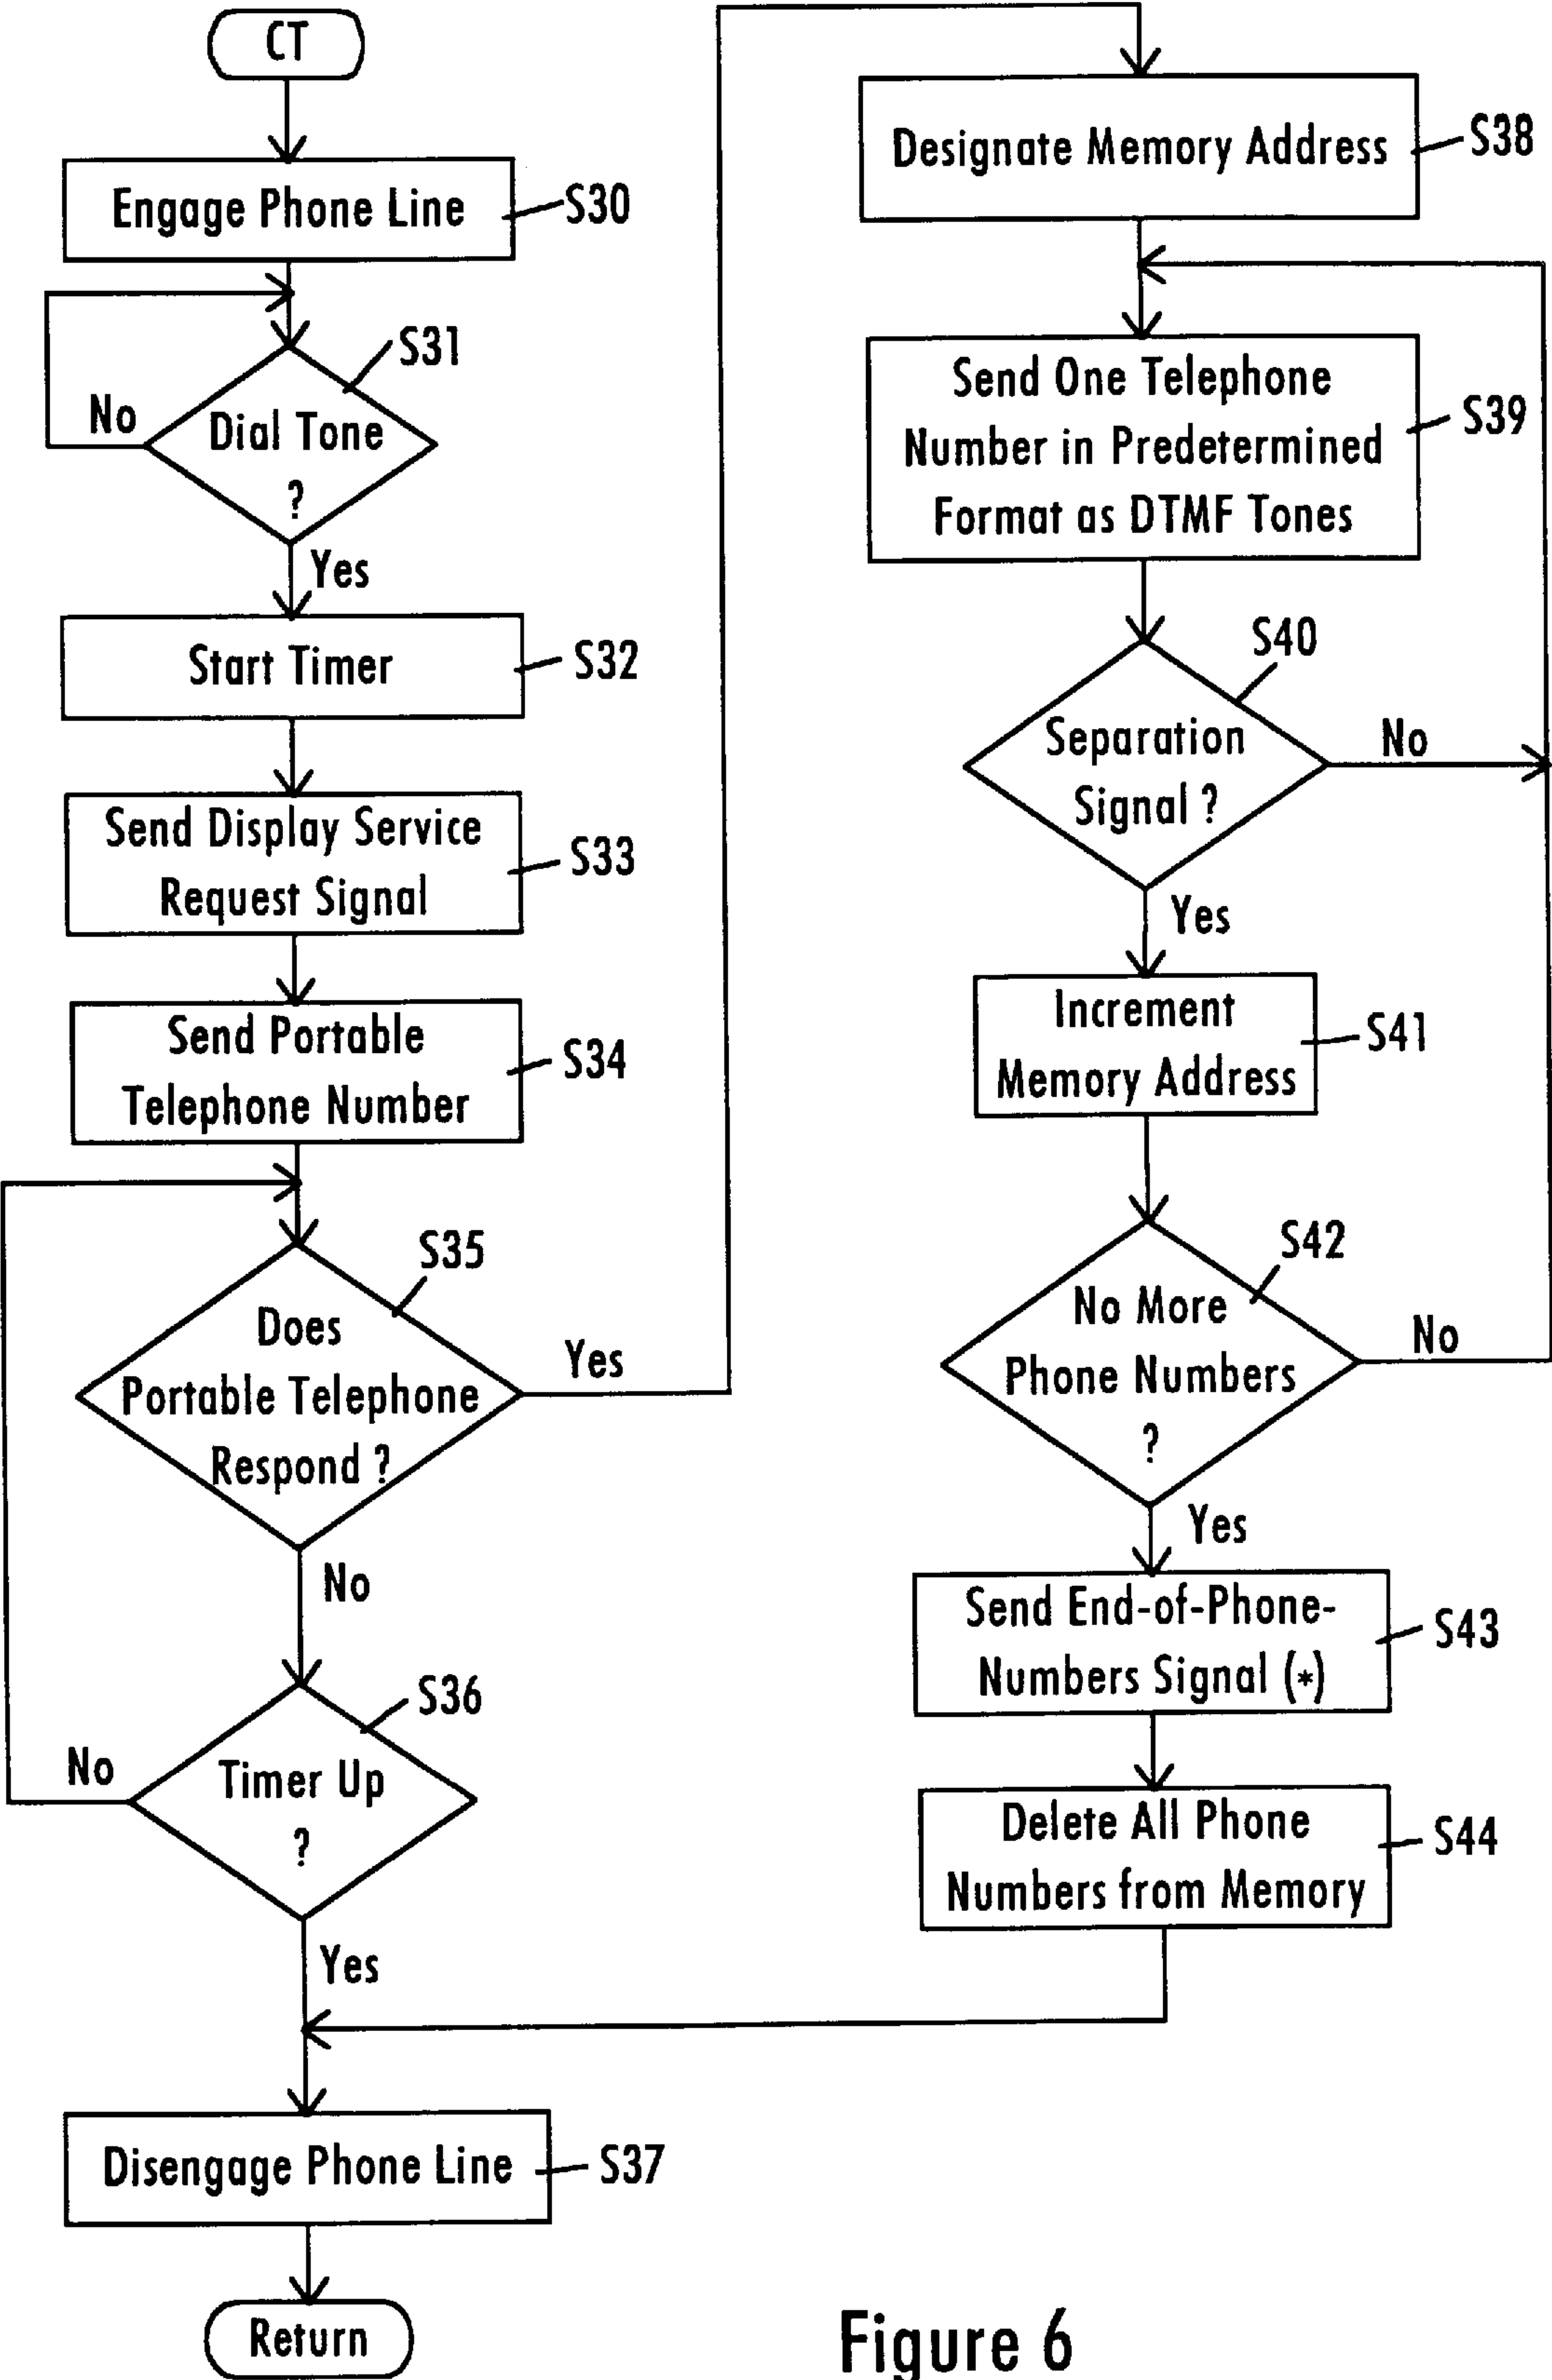 CT
Engage Phone Line
S30
S31
No
Dial Tone
?
Yes
Start Timer
S32
Send Display Service
Request Signal
S33
Send Portable
Telephone Number
S34
S35
Does
Portable Telephone
Respond ?
Yes
No
S36
No
Timer Up
?
Yes
Disengage Phone Line
S37
Return
Designate Memory Address
S38
Send One Telephone
Number in Predetermined
Format as DTMF Tones
S39
S40
Separation
Signal ?
No
Yes
Increment
Memory Address
S41
S42
No More
Phone Numbers
?
No
Yes
Send End-of-Phone-
Numbers Signal (*)
S43
Delete All Phone
Numbers from Memory
S44
Figure 6